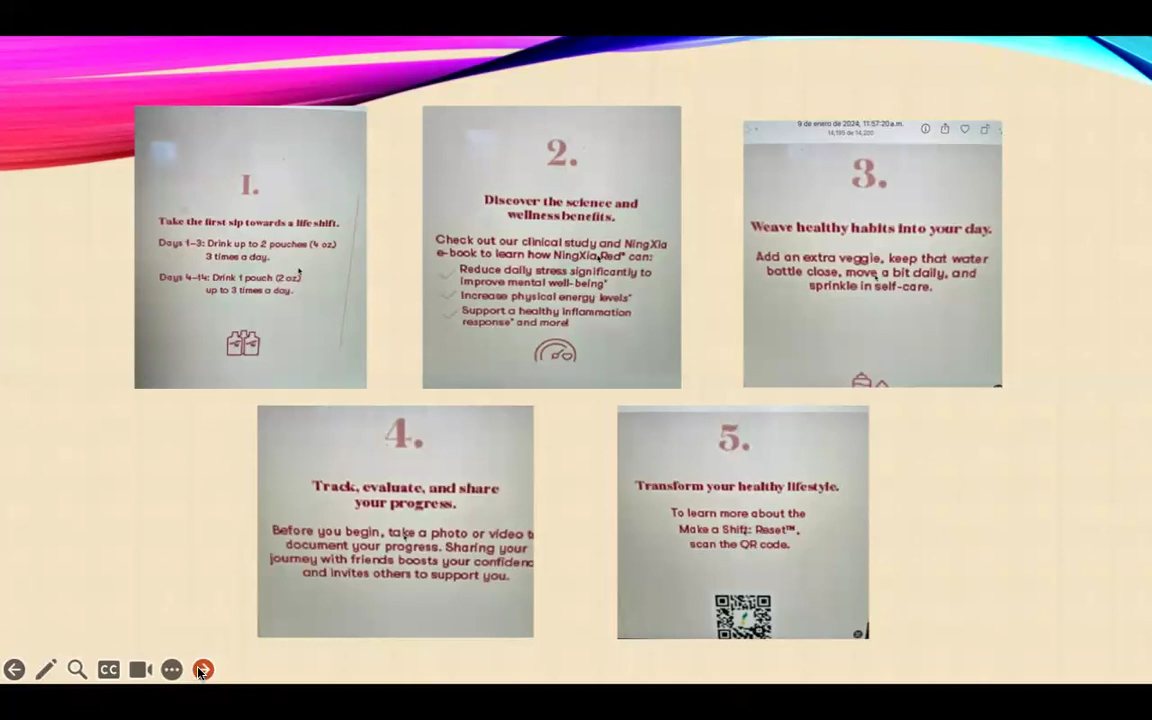 1.
Take the first sip towards a life shift.
Days 1–3: Drink up to 2 pouches (4 oz.)
3 times a day.
Days 4–14: Drink 1 pouch (2 oz.)
up to 3 times a day.
2.
Discover the science and
wellness benefits.
Check out our clinical study and NingXia
e-book to learn how NingXia Red® can:
Reduce daily stress significantly to
improve mental well-being*
Increase physical energy levels*
Support a healthy inflammation
response* and more!
9 de enero de 2024, 11:57:20 a.m.
14,195 de 14,200
3.
Weave healthy habits into your day.
Add an extra veggie, keep that water
bottle close, move a bit daily, and
sprinkle in self-care.
4.
Track, evaluate, and share
your progress.
Before you begin, take a photo or video t
document your progress. Sharing your
journey with friends boosts your confidenc
and invites others to support you.
5.
Transform your healthy lifestyle.
To learn more about the
Make a Shift: Reset™,
scan the QR code.
CC